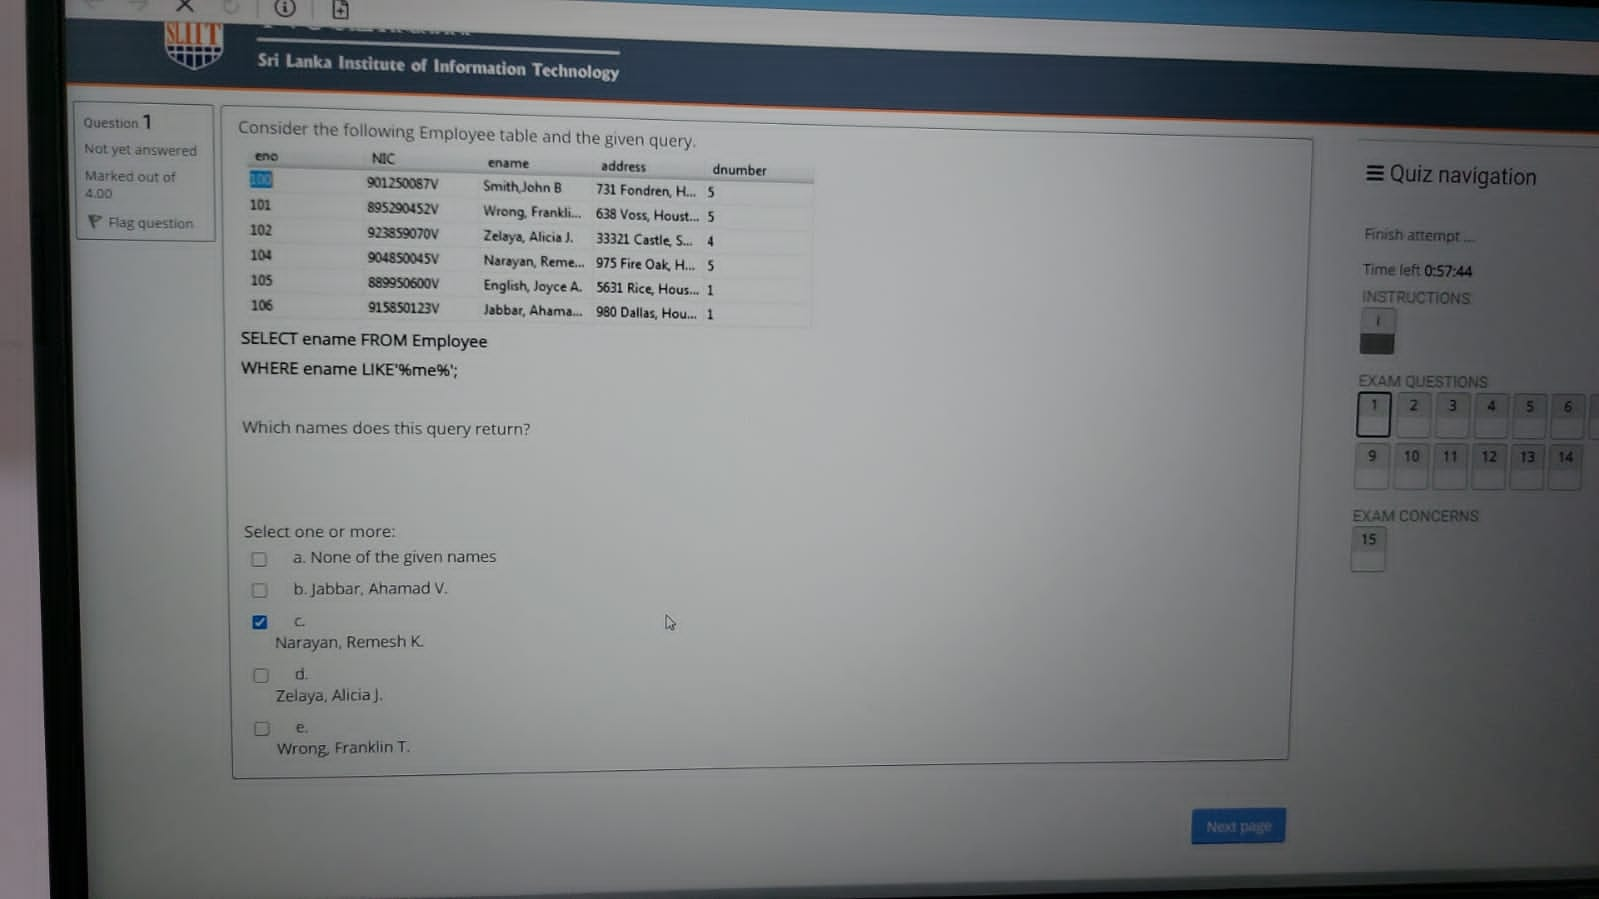 SLIIT
Sri Lanka Institute of Information Technology
Question 1
Not yet answered
Marked out of
4.00
Flag question
Consider the following Employee table and the given query.
eno NIC ename address dnumber
100 901250087V Smith,John B 731 Fondren, H... 5
101 895290452V Wrong, Frankli... 638 Voss, Houst... 5
102 923859070V Zelaya, Alicia J. 33321 Castle, S... 4
104 904850045V Narayan, Reme... 975 Fire Oak, H... 5
105 889950600V English, Joyce A. 5631 Rice, Hous... 1
106 915850123V Jabbar, Ahama... 980 Dallas, Hou... 1
SELECT ename FROM Employee
WHERE ename LIKE'%me%';
Which names does this query return?
Select one or more:
a. None of the given names
b. Jabbar, Ahamad V.
c.
Narayan, Remesh K.
d.
Zelaya, Alicia J.
e.
Wrong, Franklin T.
Next page
Quiz navigation
Finish attempt ...
Time left 0:57:44
INSTRUCTIONS
i
EXAM QUESTIONS
1 2 3 4 5 6
9 10 11 12 13 14
EXAM CONCERNS
15